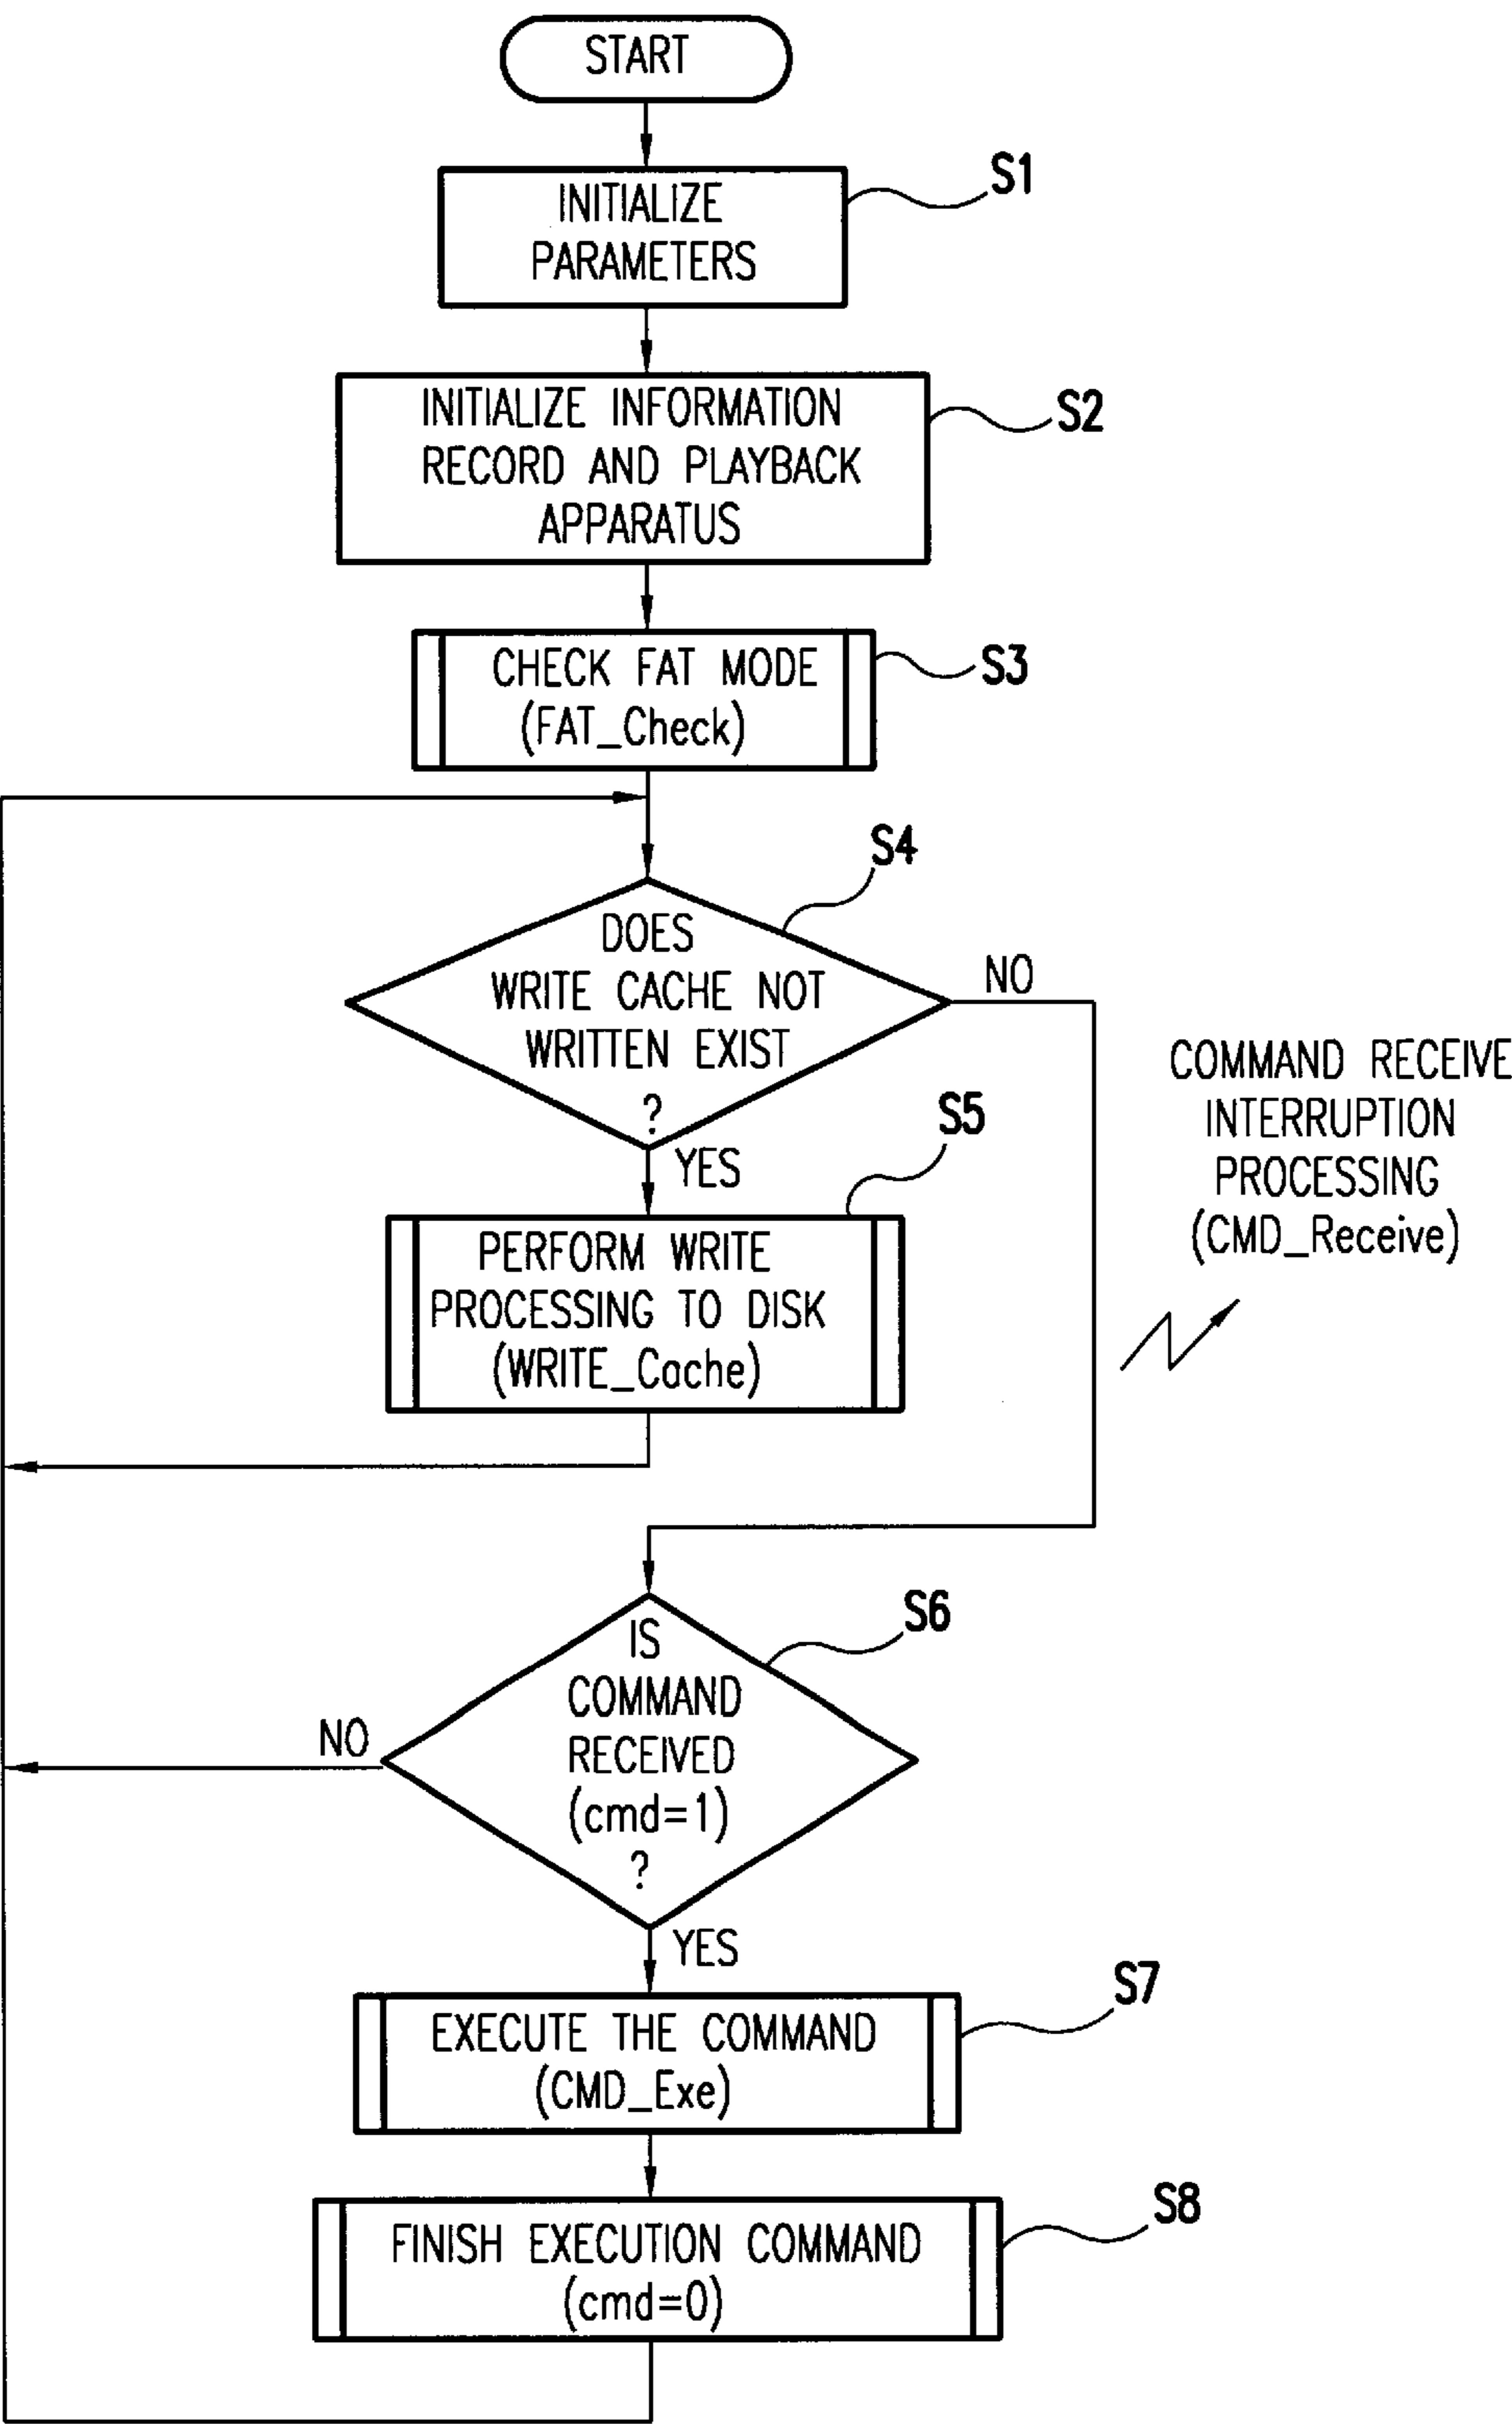 START
S1
INITIALIZE
PARAMETERS
S2
INITIALIZE INFORMATION
RECORD AND PLAYBACK
APPARATUS
S3
CHECK FAT MODE
(FAT_Check)
S4
DOES
WRITE CACHE NOT
WRITTEN EXIST
?
NO
YES
COMMAND RECEIVE
INTERRUPTION
PROCESSING
(CMD_Receive)
S5
PERFORM WRITE
PROCESSING TO DISK
(WRITE_Cache)
S6
IS
COMMAND
RECEIVED
(cmd=1)
?
NO
YES
S7
EXECUTE THE COMMAND
(CMD_Exe)
S8
FINISH EXECUTION COMMAND
(cmd=0)